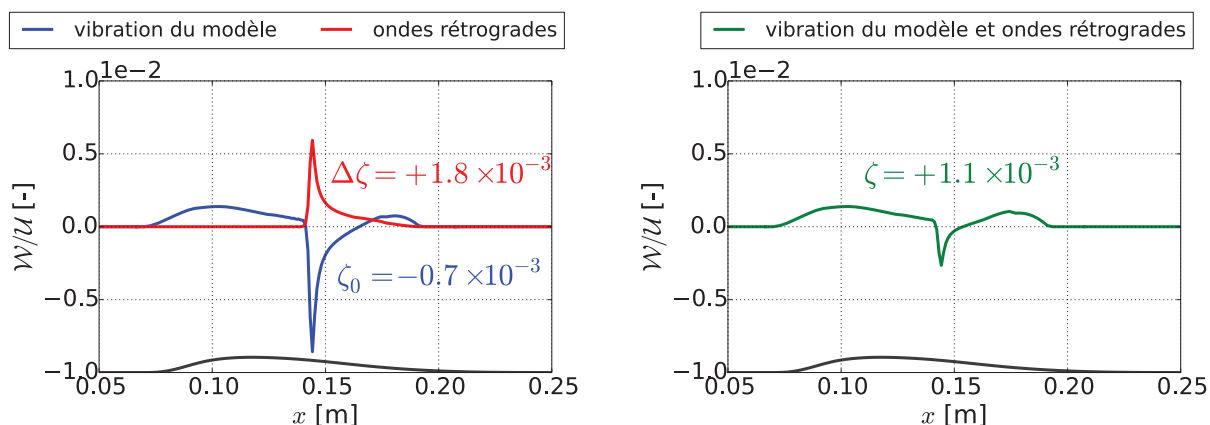 vibration du modèle
ondes rétrogrades
1.0 1e-2
0.5
0.0
−0.5
−1.0
𝒲/𝒰 [-]
Δζ = +1.8 ×10⁻³
ζ₀ = −0.7 ×10⁻³
0.05 0.10 0.15 0.20 0.25
x [m]
vibration du modèle et ondes rétrogrades
1.0 1e-2
0.5
0.0
−0.5
−1.0
𝒲/𝒰 [-]
ζ = +1.1 ×10⁻³
0.05 0.10 0.15 0.20 0.25
x [m]